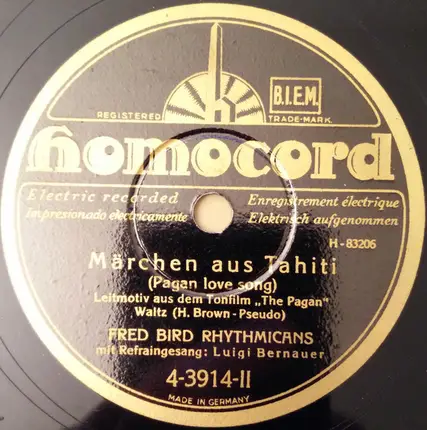 B.I.E.M.
REGISTERED TRADE-MARK
homocord
Electric recorded Enregistrement électrique
Impresionado electricamente Elektrisch aufgenommen
H-83206
Märchen aus Tahiti
(Pagan love song)
Leitmotiv aus dem Tonfilm „The Pagan"
Waltz (H. Brown - Pseudo)
FRED BIRD RHYTHMICANS
mit Refraingesang: Luigi Bernauer
4-3914-II
MADE IN GERMANY